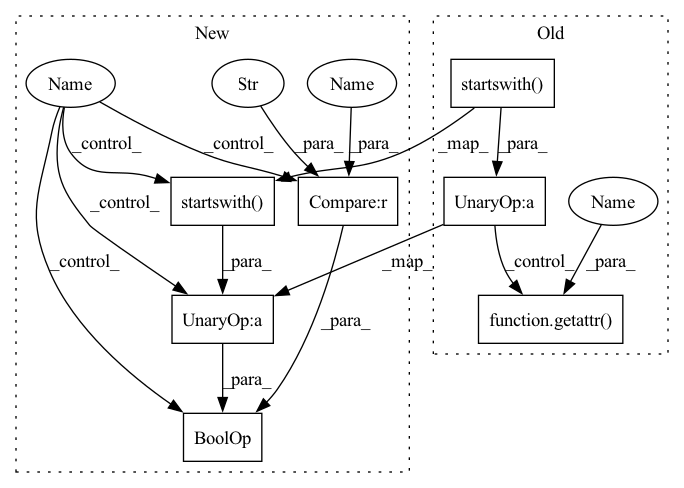 New
Old
Name
Str
Name
startswith()
_control_
_control_
_para_
_para_
_map_
_para_
startswith()
Compare:r
UnaryOp:a
Name
_control_
_control_
_para_
_map_
_control_
_para_
UnaryOp:a
_para_
function.getattr()
_para_
BoolOp